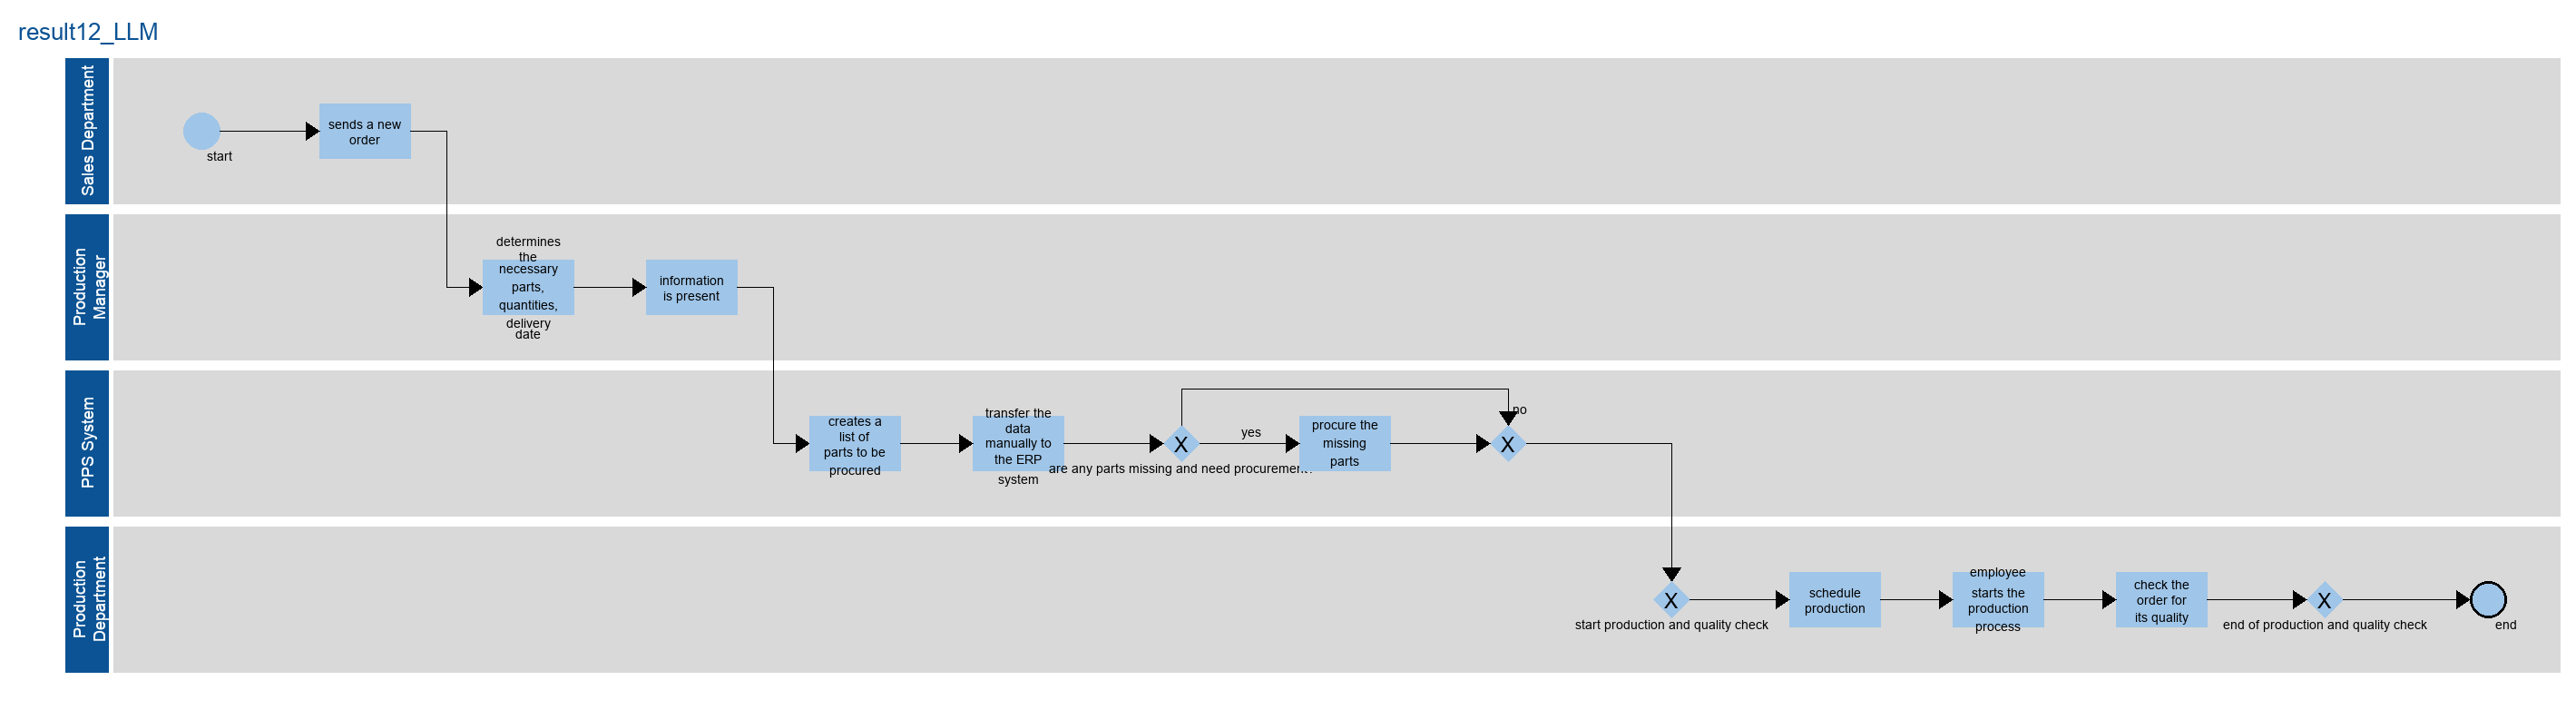 result12_LLM
Sales Department
start
sends a new
order
Production
Manager
determines
the
necessary
parts,
quantities,
delivery
date
information
is present
PPS System
creates a
list of
parts to be
procured
transfer the
data
manually to
the ERP
system
X
are any parts missing and need procurement
yes
procure the
missing
parts
no
X
Production
Department
X
start production and quality check
schedule
production
employee
starts the
production
process
check the
order for
its quality
X
end of production and quality check
end